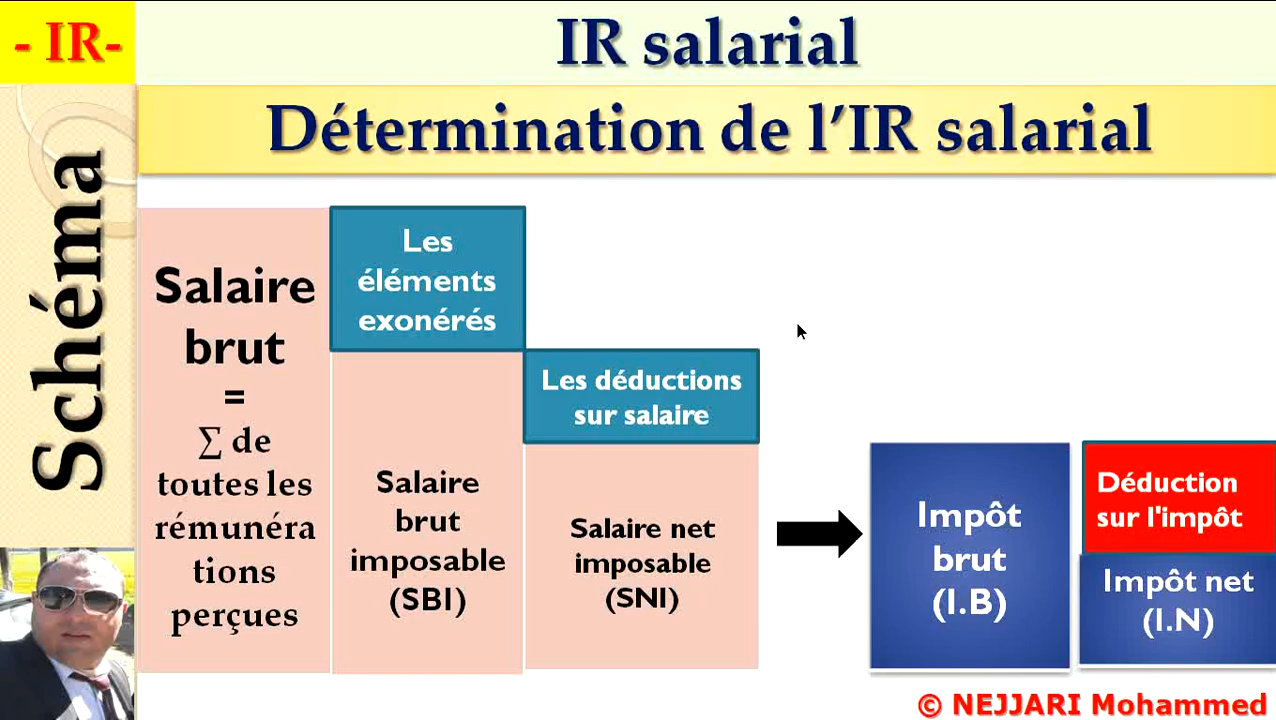 - IR-
IR salarial
Détermination de l’IR salarial
Schéma
Salaire
brut
=
∑ de
toutes les
rémunéra
tions
perçues
Les
éléments
exonérés
Salaire
brut
imposable
(SBI)
Les déductions
sur salaire
Salaire net
imposable
(SNI)
Impôt
brut
(I.B)
Déduction
sur l'impôt
Impôt net
(I.N)
© NEJJARI Mohammed